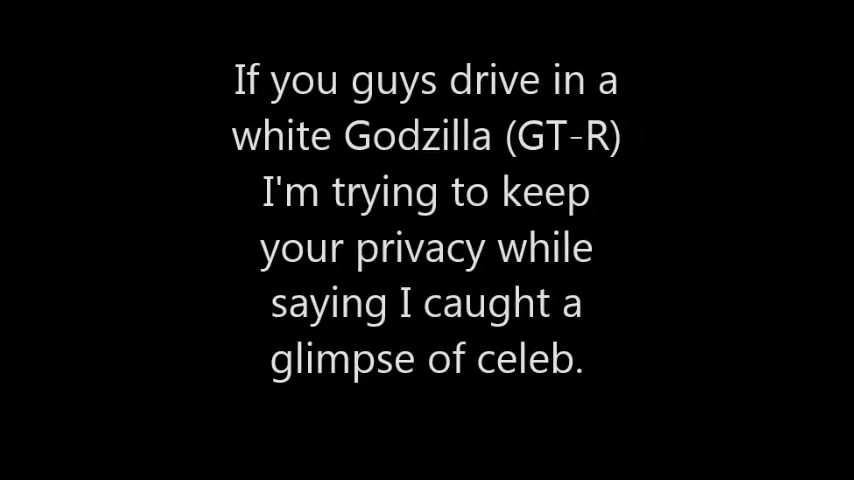 If you guys drive in a
white Godzilla (GT-R)
I'm trying to keep
your privacy while
saying I caught a
glimpse of celeb.